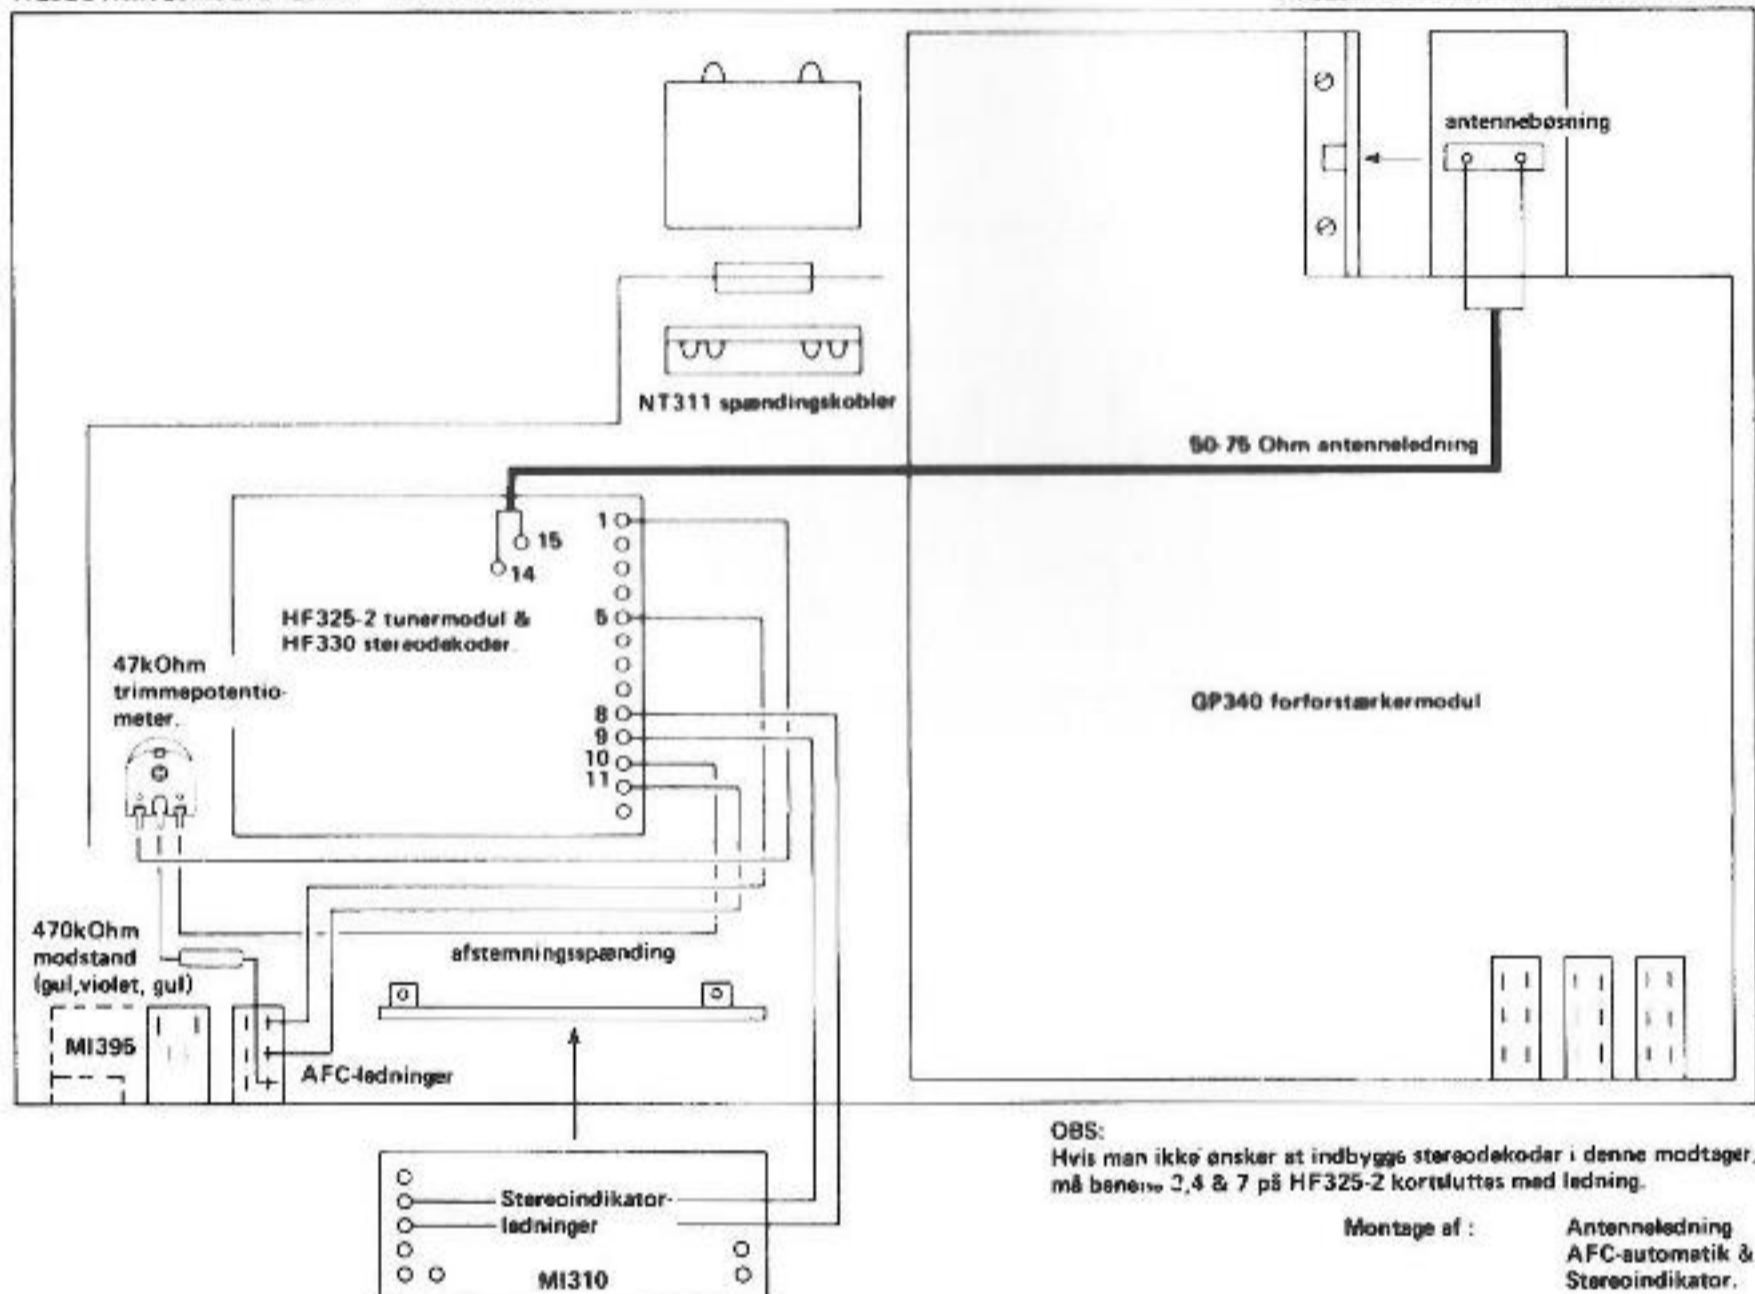 antennebøsning
NT311 spændingskobler
50-75 Ohm antenneledning
1
15
14
HF325-2 tunermodul &
HF330 stereodekoder.
5
47kOhm
trimmepotentio-
meter.
GP340 forforstærkermodul
8
9
10
11
470kOhm
modstand
(gul,violet, gul)
afstemningsspænding
MI395
AFC-ledninger
Stereoindikator-
ledninger
MI310
OBS:
Hvis man ikke ønsker at indbygge stereodekoder i denne modtager,
må benene 2,4 & 7 på HF325-2 kortsluttes med ledning.
Montage af :
Antenneledning
AFC-automatik &
Stereoindikator.